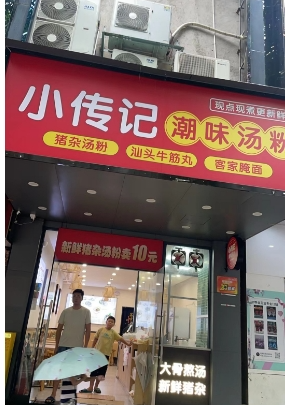 现点现煮更新鲜
小传记
潮味汤粉
猪杂汤粉
汕头牛筋丸
客家腌面
新鲜猪杂汤粉卖10元
大骨熬汤
新鲜猪杂